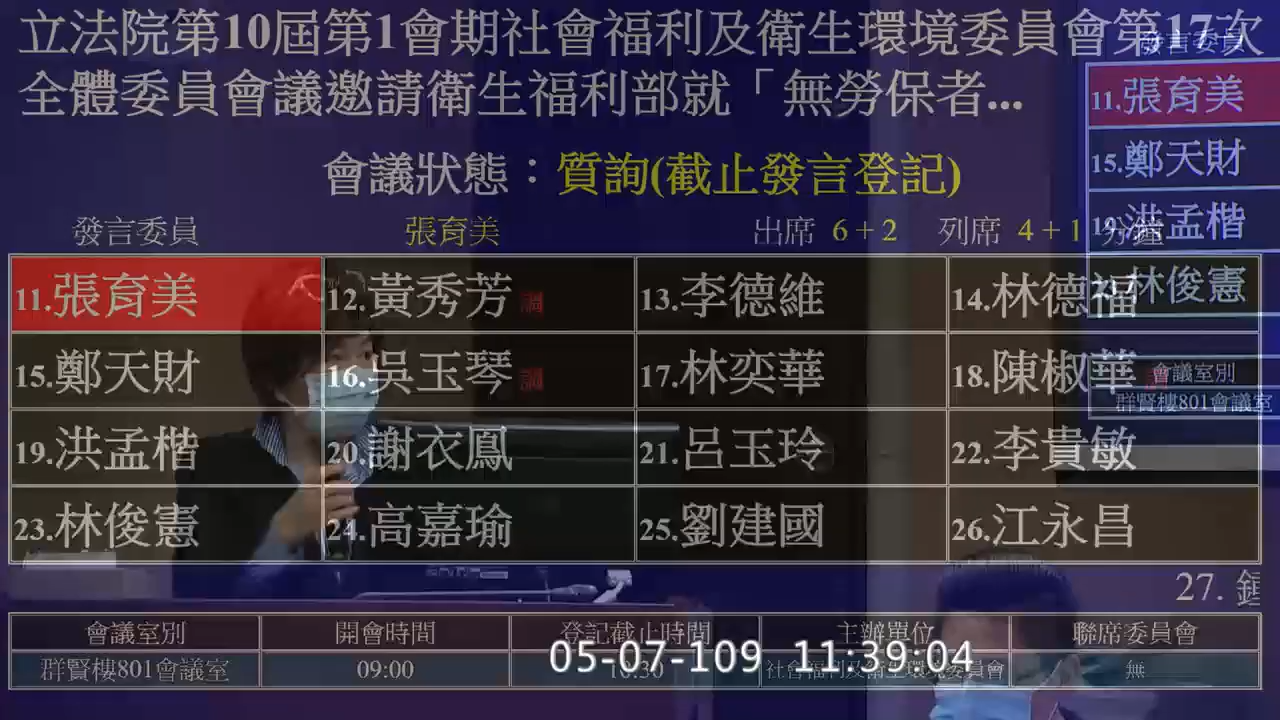 立法院第10屆第1會期社會福利及衛生環境委員會第17次
全體委員會議邀請衛生福利部就「無勞保者...
會議狀態：質詢(截止發言登記)
發言委員 張育美 出席 6+2 列席 4+1 分鐘
11.張育美 12.黃秀芳 調 13.李德維 14.林德福
15.鄭天財 16.吳玉琴 調 17.林奕華 18.陳椒華
19.洪孟楷 20.謝衣鳳 21.呂玉玲 22.李貴敏
23.林俊憲 24.高嘉瑜 25.劉建國 26.江永昌
27.
會議室別 開會時間 登記截止時間 主辦單位 聯席委員會
群賢樓801會議室 09:00 10:30 社會福利及衛生環境委員會 無
發言委員
11.張育美
15.鄭天財
19.洪孟楷
林俊憲
會議室別
群賢樓801會議室
05-07-109 11:39:04